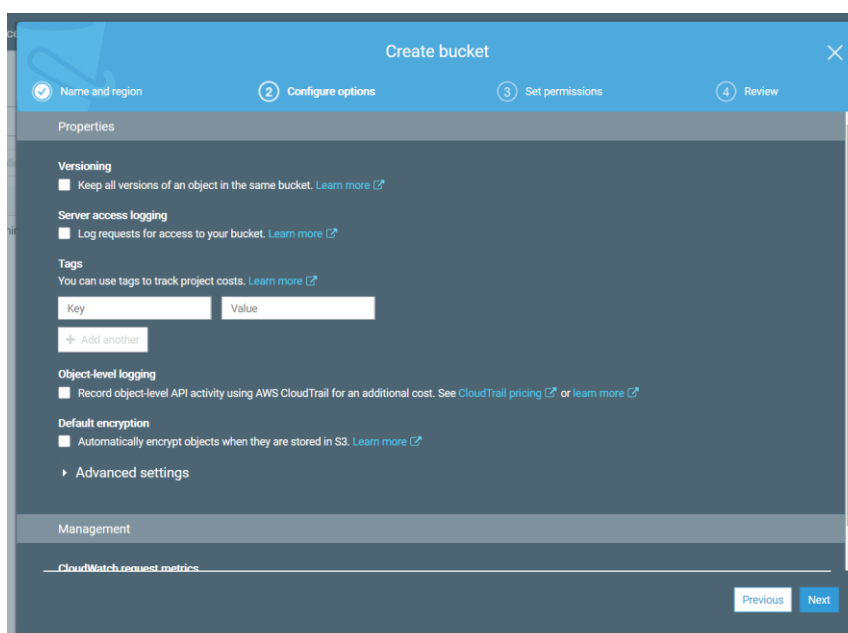 Create bucket
Name and region
2 Configure options
3 Set permissions
4 Review
Properties
Versioning
Keep all versions of an object in the same bucket. Learn more
Server access logging
Log requests for access to your bucket. Learn more
Tags
You can use tags to track project costs. Learn more
Key Value
+ Add another
Object-level logging
Record object-level API activity using AWS CloudTrail for an additional cost. See CloudTrail pricing or learn more
Default encryption
Automatically encrypt objects when they are stored in S3. Learn more
Advanced settings
Management
CloudWatch request metrics
Previous Next